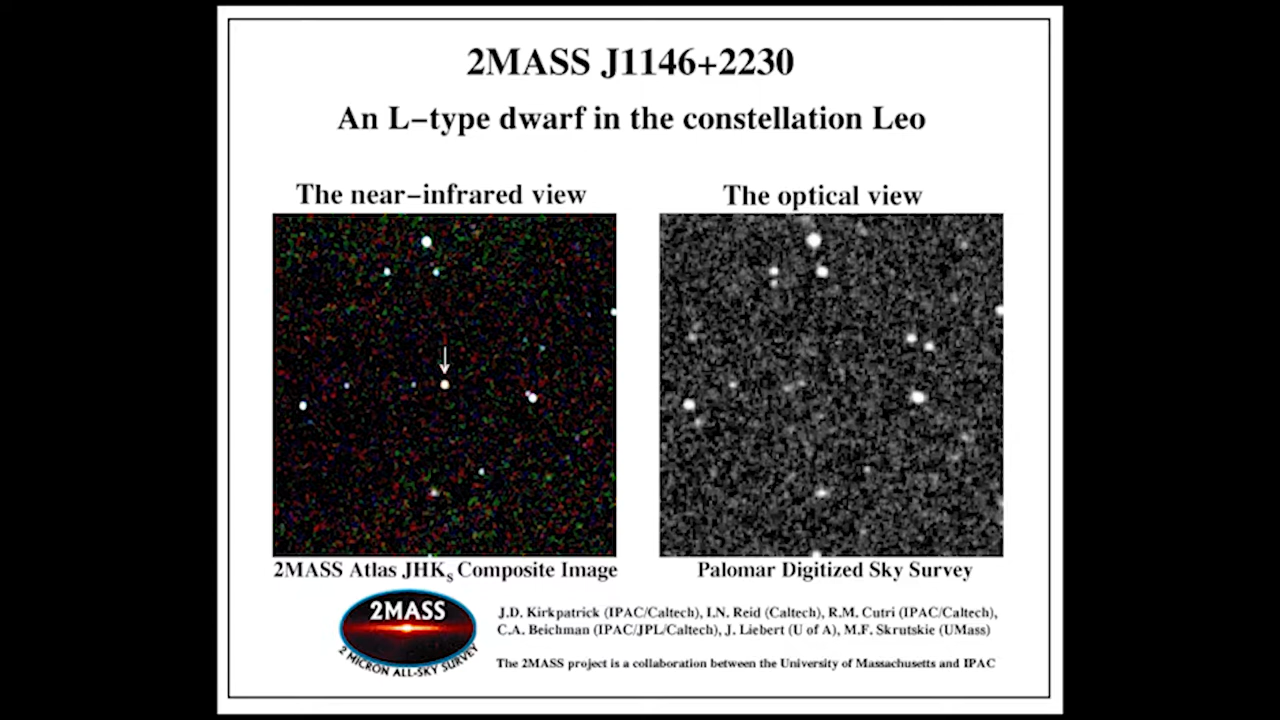 2MASS J1146+2230
An L–type dwarf in the constellation Leo
The near–infrared view
The optical view
2MASS Atlas JHKs Composite Image
Palomar Digitized Sky Survey
2MASS
2 MICRON ALL-SKY SURVEY
J.D. Kirkpatrick (IPAC/Caltech), I.N. Reid (Caltech), R.M. Cutri (IPAC/Caltech),
C.A. Beichman (IPAC/JPL/Caltech), J. Liebert (U of A), M.F. Skrutskie (UMass)
The 2MASS project is a collaboration between the University of Massachusetts and IPAC